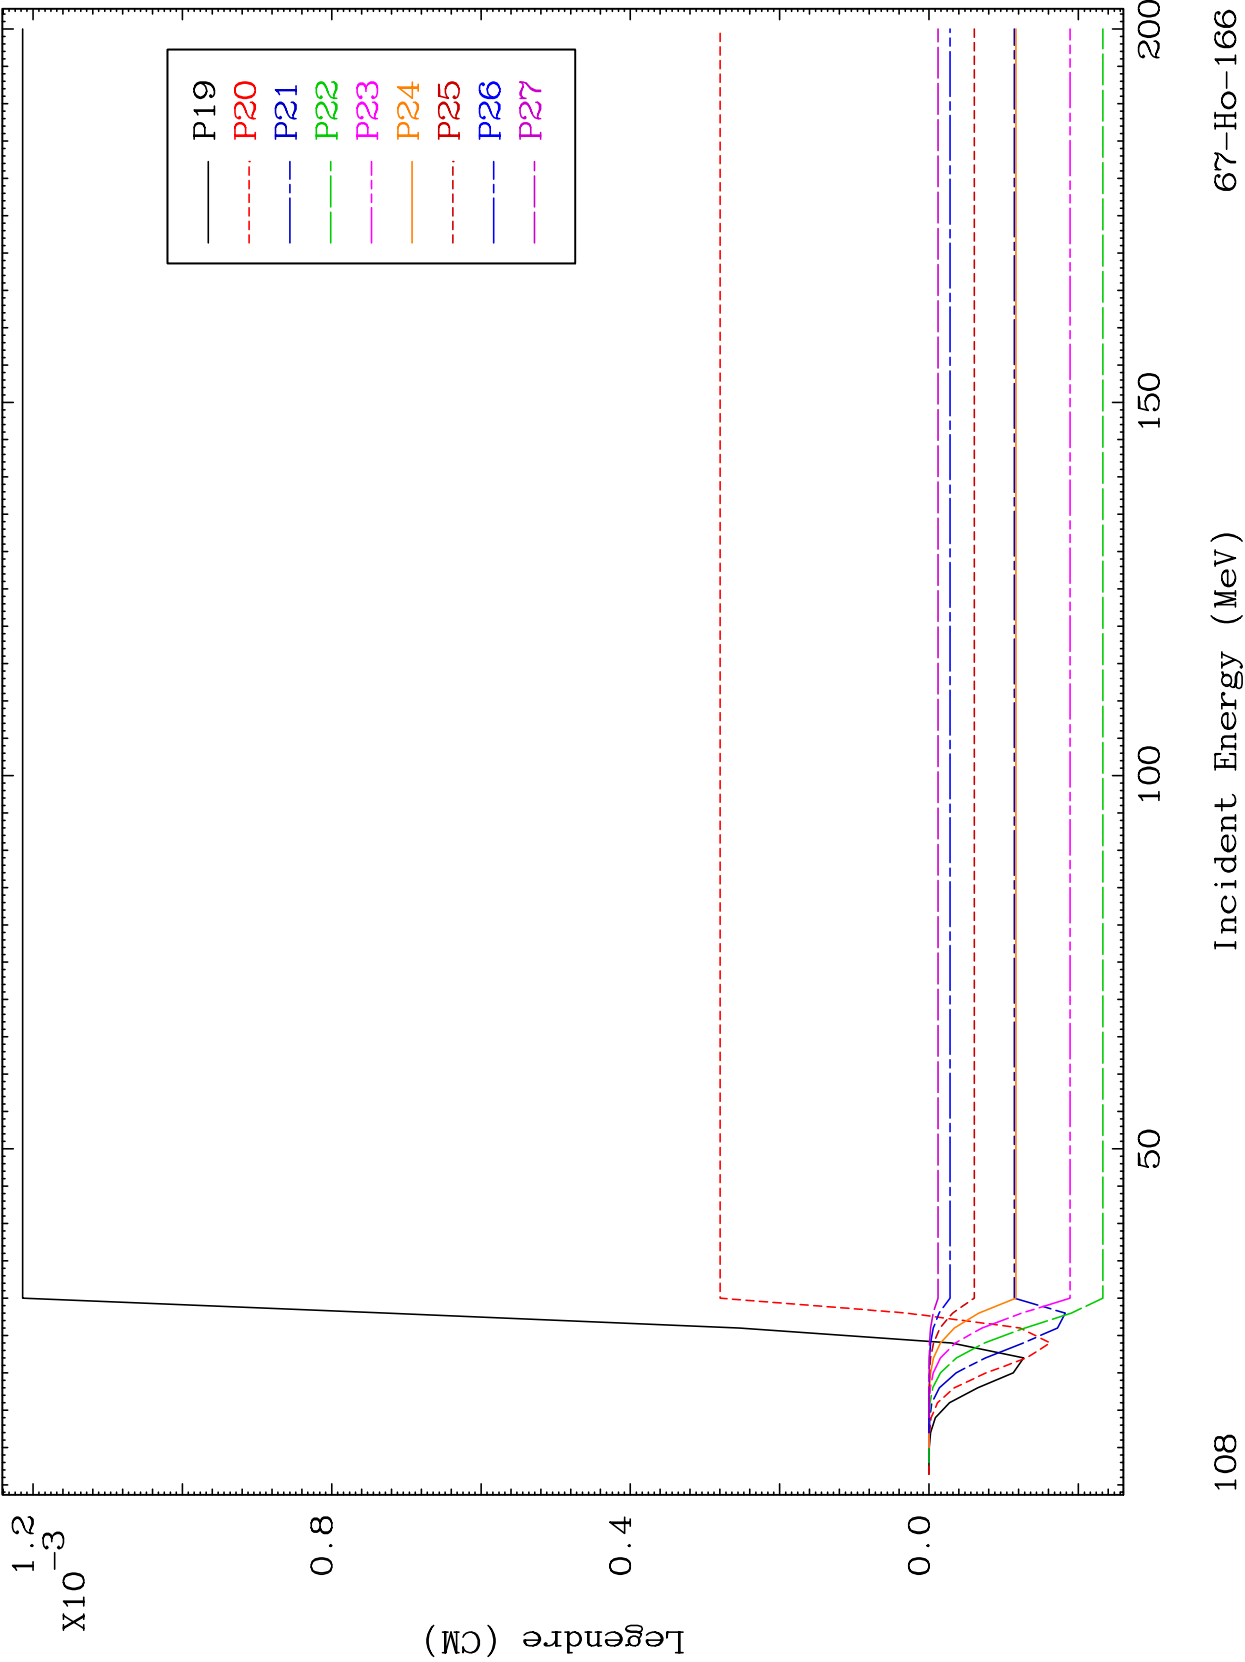 P19
P20
P21
P22
P23
P24
P25
P26
P27
1.2
X10⁻³
0.8
0.4
0.0
Legendre (CM)
50
100
150
200
Incident Energy (MeV)
108
67-Ho-166